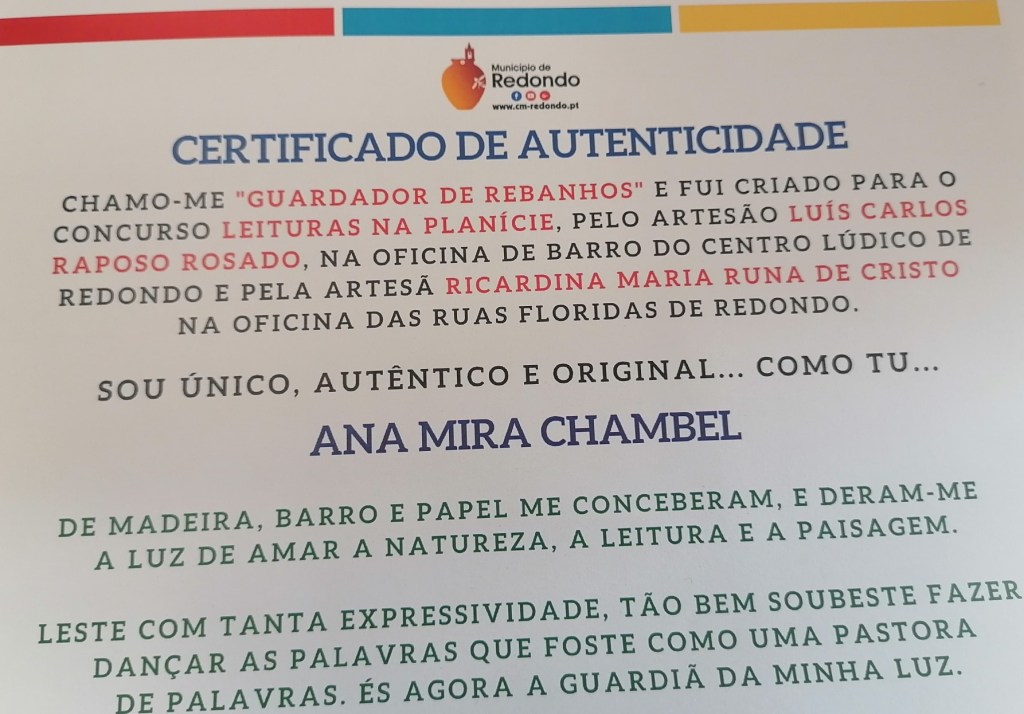 Município de
Redondo
www.cm-redondo.pt
CERTIFICADO DE AUTENTICIDADE
CHAMO-ME "GUARDADOR DE REBANHOS" E FUI CRIADO PARA O
CONCURSO LEITURAS NA PLANÍCIE, PELO ARTESÃO LUÍS CARLOS
RAPOSO ROSADO, NA OFICINA DE BARRO DO CENTRO LÚDICO DE
REDONDO E PELA ARTESÃ RICARDINA MARIA RUNA DE CRISTO
NA OFICINA DAS RUAS FLORIDAS DE REDONDO.
SOU ÚNICO, AUTÊNTICO E ORIGINAL... COMO TU...
ANA MIRA CHAMBEL
DE MADEIRA, BARRO E PAPEL ME CONCEBERAM, E DERAM-ME
A LUZ DE AMAR A NATUREZA, A LEITURA E A PAISAGEM.
LESTE COM TANTA EXPRESSIVIDADE, TÃO BEM SOUBESTE FAZER
DANÇAR AS PALAVRAS QUE FOSTE COMO UMA PASTORA
DE PALAVRAS. ÉS AGORA A GUARDIÃ DA MINHA LUZ.